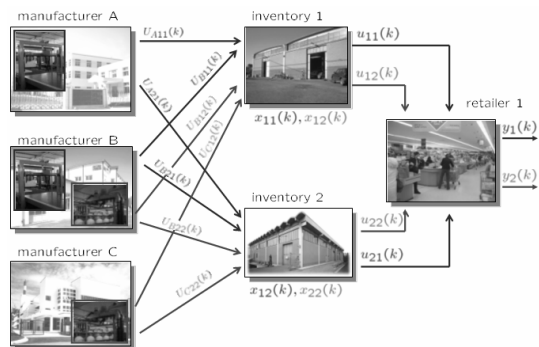 manufacturer A
U_{A11}(k)
inventory 1
u_{11}(k)
U_{A21}(k)
U_{B11}(k)
u_{12}(k)
U_{B12}(k)
retailer 1
manufacturer B
U_{C12}(k)
x_{11}(k), x_{12}(k)
y_1(k)
U_{B21}(k)
y_2(k)
inventory 2
U_{B22}(k)
u_{22}(k)
manufacturer C
u_{21}(k)
U_{C22}(k)
x_{12}(k), x_{22}(k)